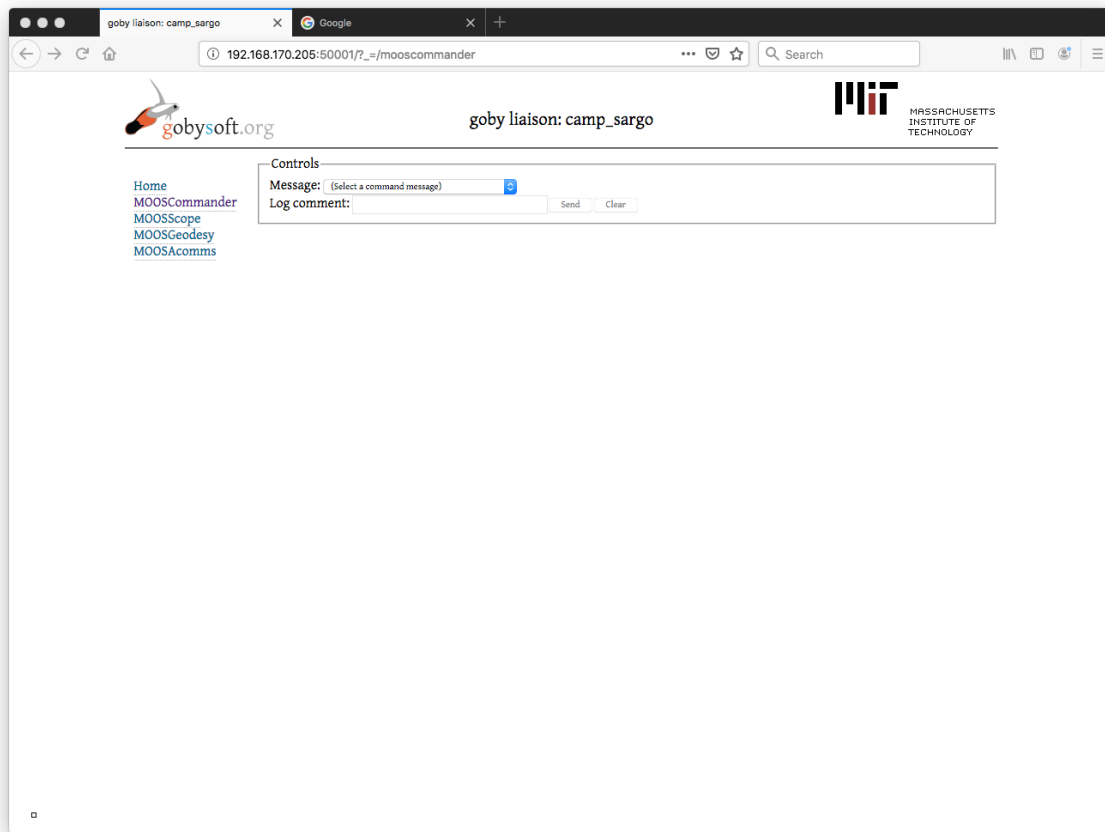 goby liaison: camp_sargo
Google
192.168.170.205:50001/?_=/mooscommander
Search
gobysoft.org
goby liaison: camp_sargo
MIT
MASSACHUSETTS
INSTITUTE OF
TECHNOLOGY
Home
MOOSCommander
MOOSScope
MOOSGeodesy
MOOSAcomms
Controls
Message: (Select a command message)
Log comment: Send Clear